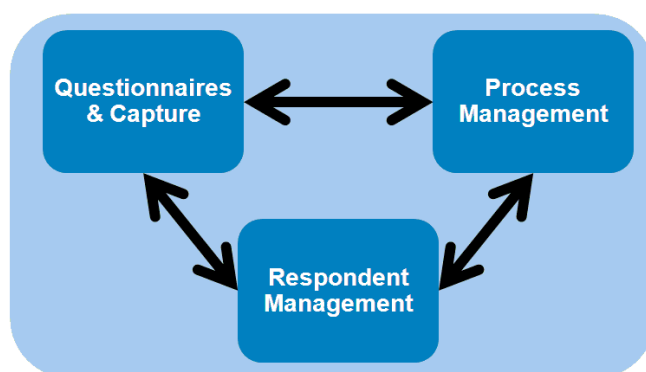 Questionnaires
& Capture
Process
Management
Respondent
Management